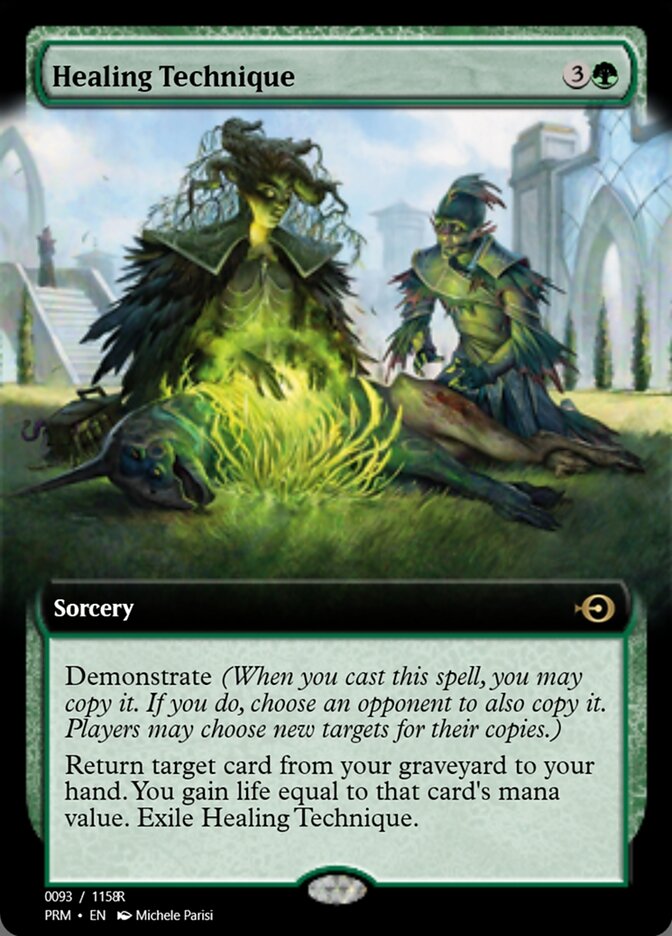 Healing Technique 3
Sorcery
Demonstrate (When you cast this spell, you may
copy it. If you do, choose an opponent to also copy it.
Players may choose new targets for their copies.)
Return target card from your graveyard to your
hand. You gain life equal to that card's mana
value. Exile Healing Technique.
0093 / 1158R
PRM • EN Michele Parisi